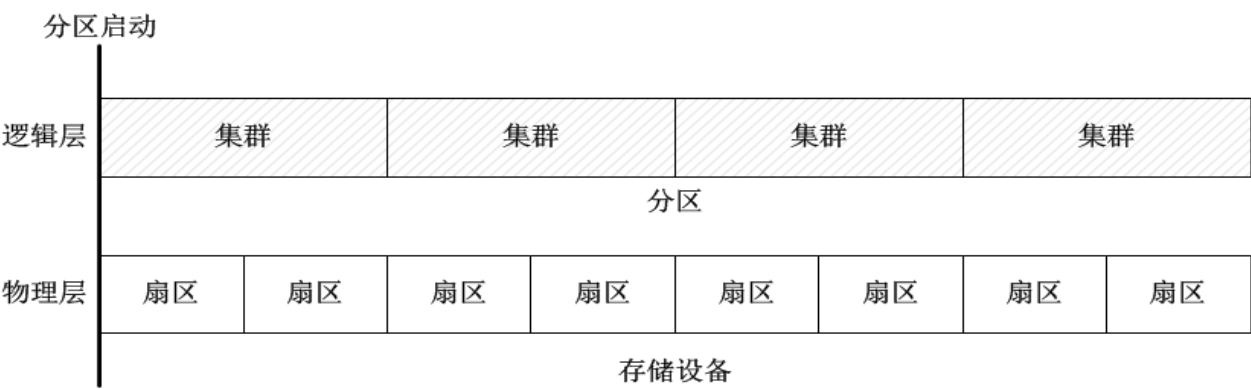 分区启动
逻辑层 集群 集群 集群 集群
分区
物理层 扇区 扇区 扇区 扇区 扇区 扇区 扇区 扇区
存储设备